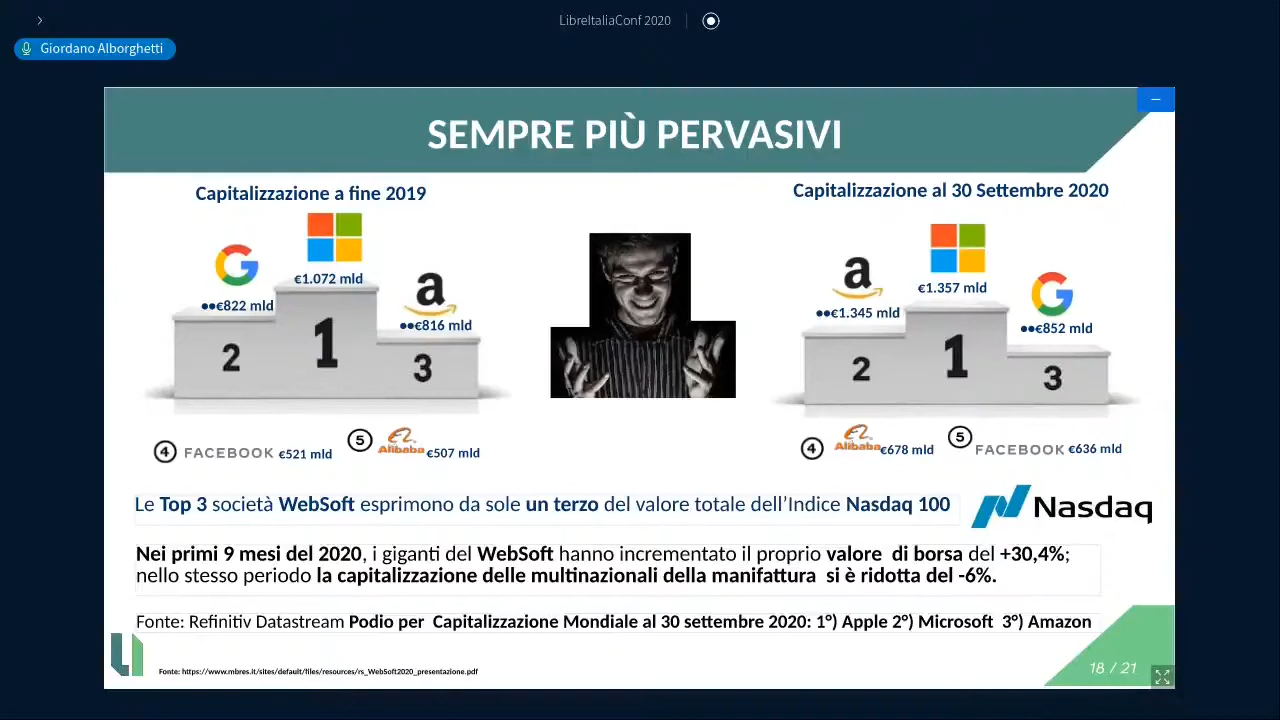 LibreItaliaConf 2020
Giordano Alborghetti
SEMPRE PIÙ PERVASIVI
Capitalizzazione a fine 2019
€1.072 mld
●●€822 mld
a
●●€816 mld
1
2
3
4 FACEBOOK €521 mld
5 Alibaba €507 mld
Capitalizzazione al 30 Settembre 2020
€1.357 mld
a
●●€1.345 mld
G
●●€852 mld
1
2
3
4 Alibaba €678 mld
5 FACEBOOK €636 mld
Le Top 3 società WebSoft esprimono da sole un terzo del valore totale dell’Indice Nasdaq 100
Nasdaq
Nei primi 9 mesi del 2020, i giganti del WebSoft hanno incrementato il proprio valore di borsa del +30,4%;
nello stesso periodo la capitalizzazione delle multinazionali della manifattura si è ridotta del -6%.
Fonte: Refinitiv Datastream Podio per Capitalizzazione Mondiale al 30 settembre 2020: 1°) Apple 2°) Microsoft 3°) Amazon
Fonte: https://www.mbres.it/sites/default/files/resources/rs_WebSoft2020_presentazione.pdf
18 / 21